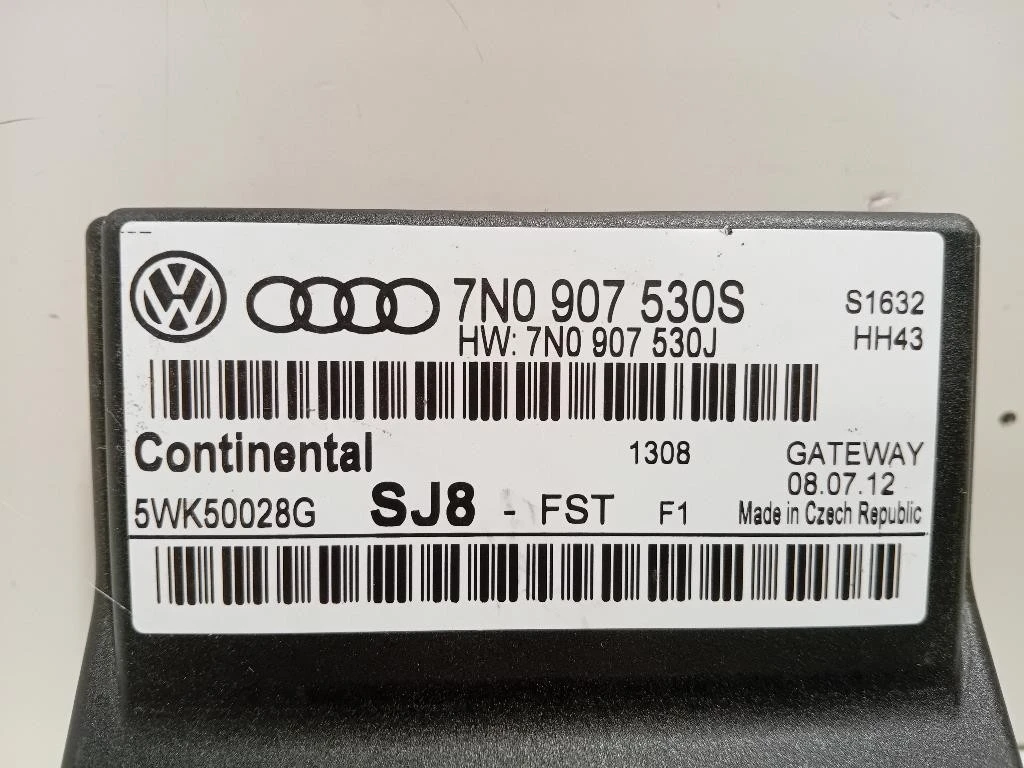 7N0 907 530S S1632
HW: 7N0 907 530J HH43
Continental 1308 GATEWAY
08.07.12
5WK50028G SJ8 - FST F1 Made in Czech Republic